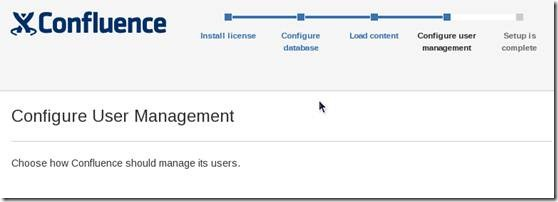 Confluence
Install license
Configure
database
Load content
Configure user
management
Setup is
complete
Configure User Management
Choose how Confluence should manage its users.